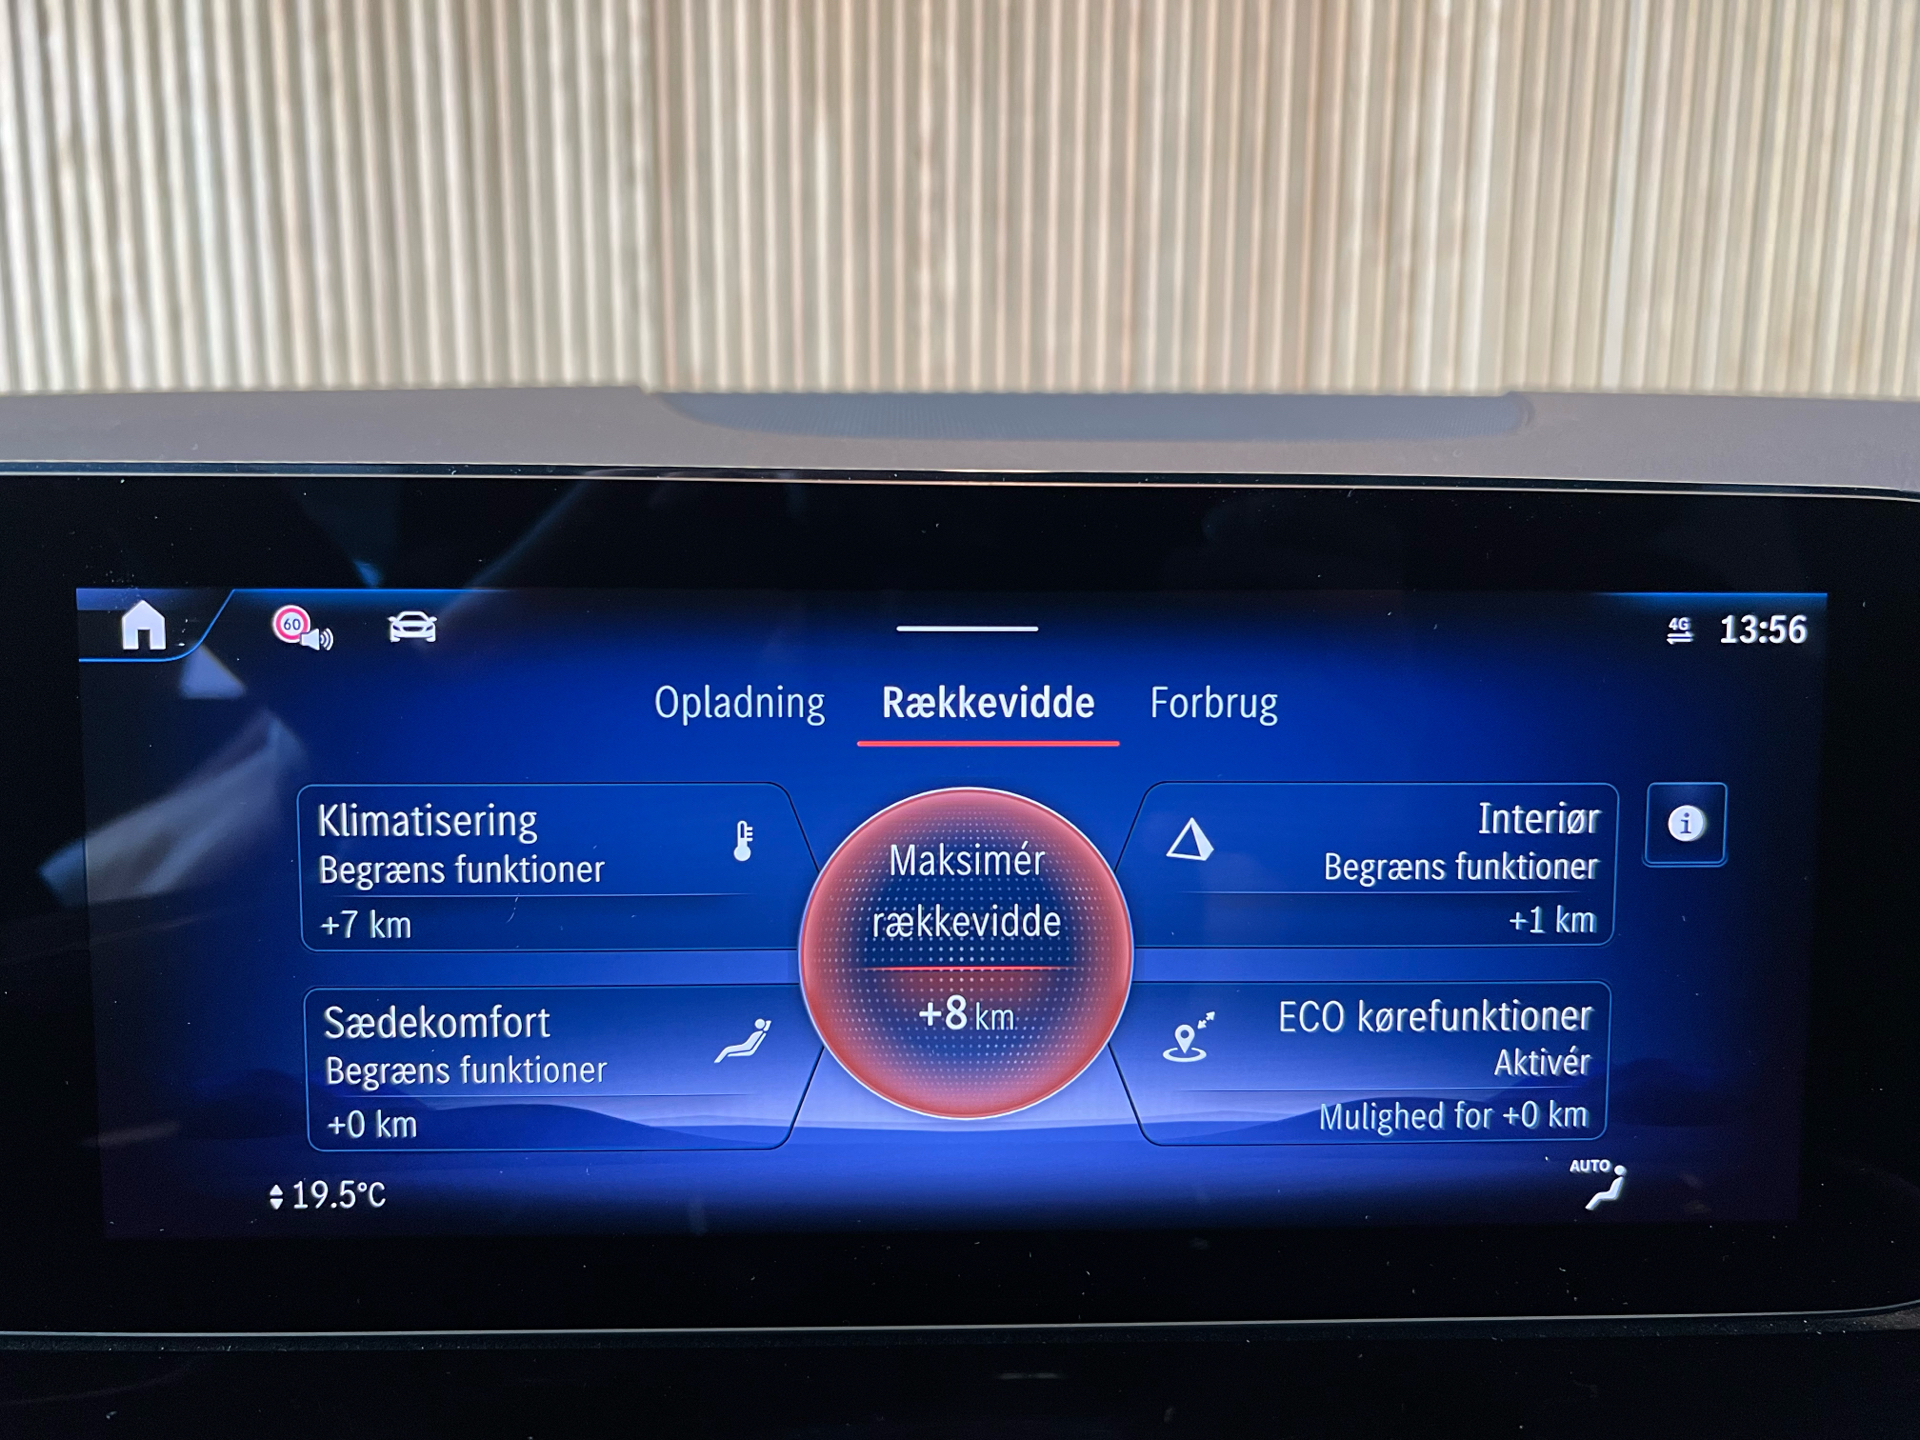 60
4G
13:56
Opladning
Rækkevidde
Forbrug
Klimatisering
Begræns funktioner
+7 km
Maksimér
rækkevidde
+8 km
Interiør
Begræns funktioner
+1 km
i
Sædekomfort
Begræns funktioner
+0 km
ECO kørefunktioner
Aktivér
Mulighed for +0 km
19.5°C
AUTO